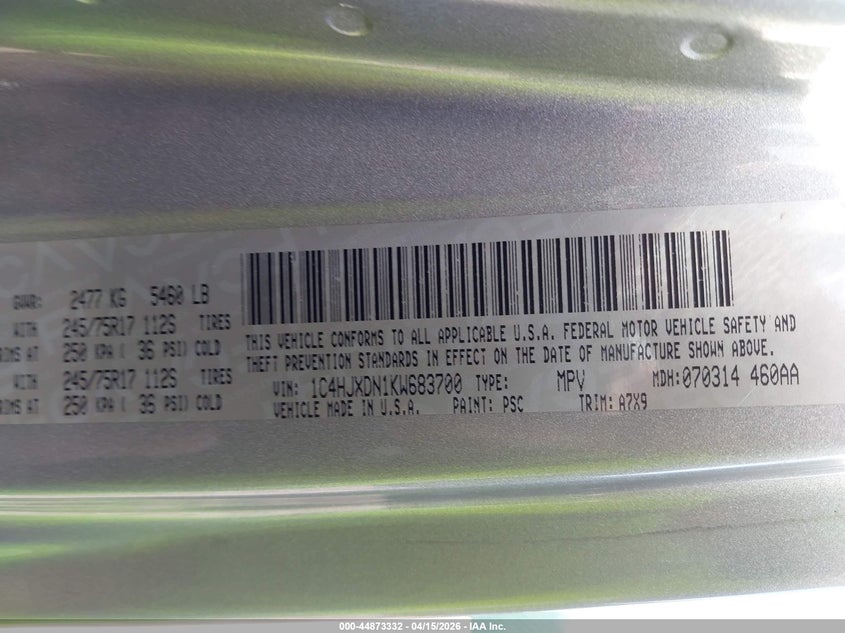 GVWR: 2477 KG 5460 LB
WITH 245/75R17 112S TIRES
RIMS AT 250 KPA ( 36 PSI) COLD
WITH 245/75R17 112S TIRES
RIMS AT 250 KPA ( 36 PSI) COLD
THIS VEHICLE CONFORMS TO ALL APPLICABLE U.S.A. FEDERAL MOTOR VEHICLE SAFETY AND
THEFT PREVENTION STANDARDS IN EFFECT ON THE DATE OF MANUFACTURE SHOWN ABOVE.
VIN: 1C4HJXDN1KW683700 TYPE: MPV MDH:070314 460AA
VEHICLE MADE IN U.S.A. PAINT: PSC TRIM: A7X9
000-44873332 - 04/15/2026 - IAA Inc.